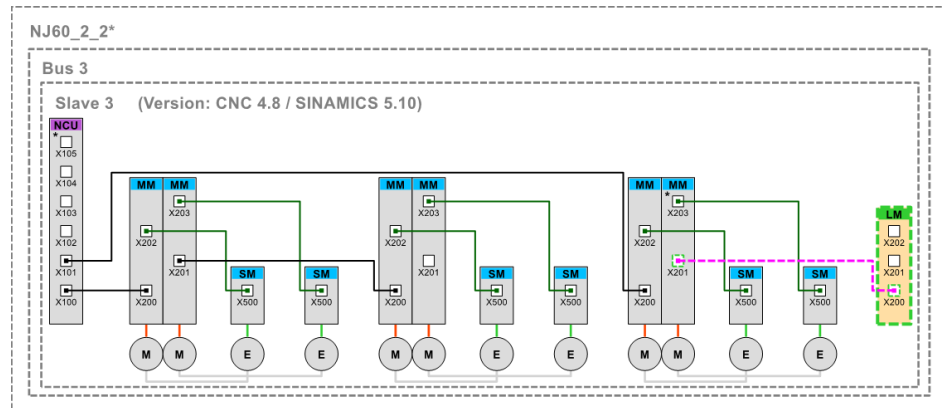 NJ60_2_2*
Bus 3
Slave 3 (Version: CNC 4.8 / SINAMICS 5.10)
NCU
*
X105
X104
X103
X102
X101
X100
MM MM
X203
X202
X201
X200
SM
X500
SM
X500
M M E E
MM MM
X203
X202
X201
X200
SM
X500
SM
X500
M M E E
MM MM
*
X203
X202
X201
X200
SM
X500
SM
X500
M M E E
LM
X202
X201
X200